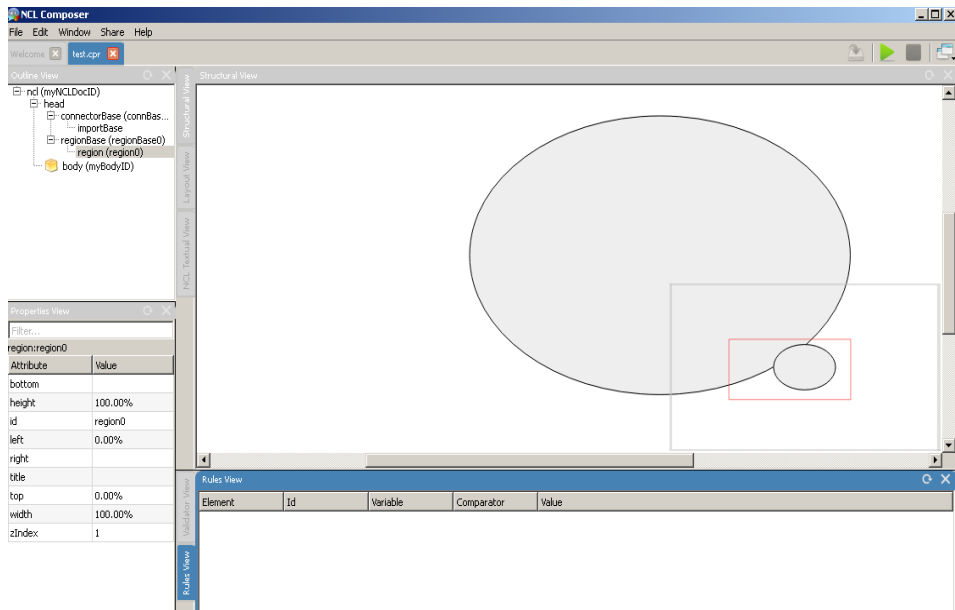 NCL Composer
File Edit Window Share Help
Welcome test.cpr
Outline View
ncl (myNCLDocID)
head
connectorBase (connBas...
importBase
regionBase (regionBase0)
region (region0)
body (myBodyID)
Structural View
Layout View
NCL Textual View
Structural View
Properties View
Filter...
region:region0
Attribute Value
bottom
height 100.00%
id region0
left 0.00%
right
title
top 0.00%
width 100.00%
zIndex 1
Validator View
Rules View
Rules View
Element Id Variable Comparator Value